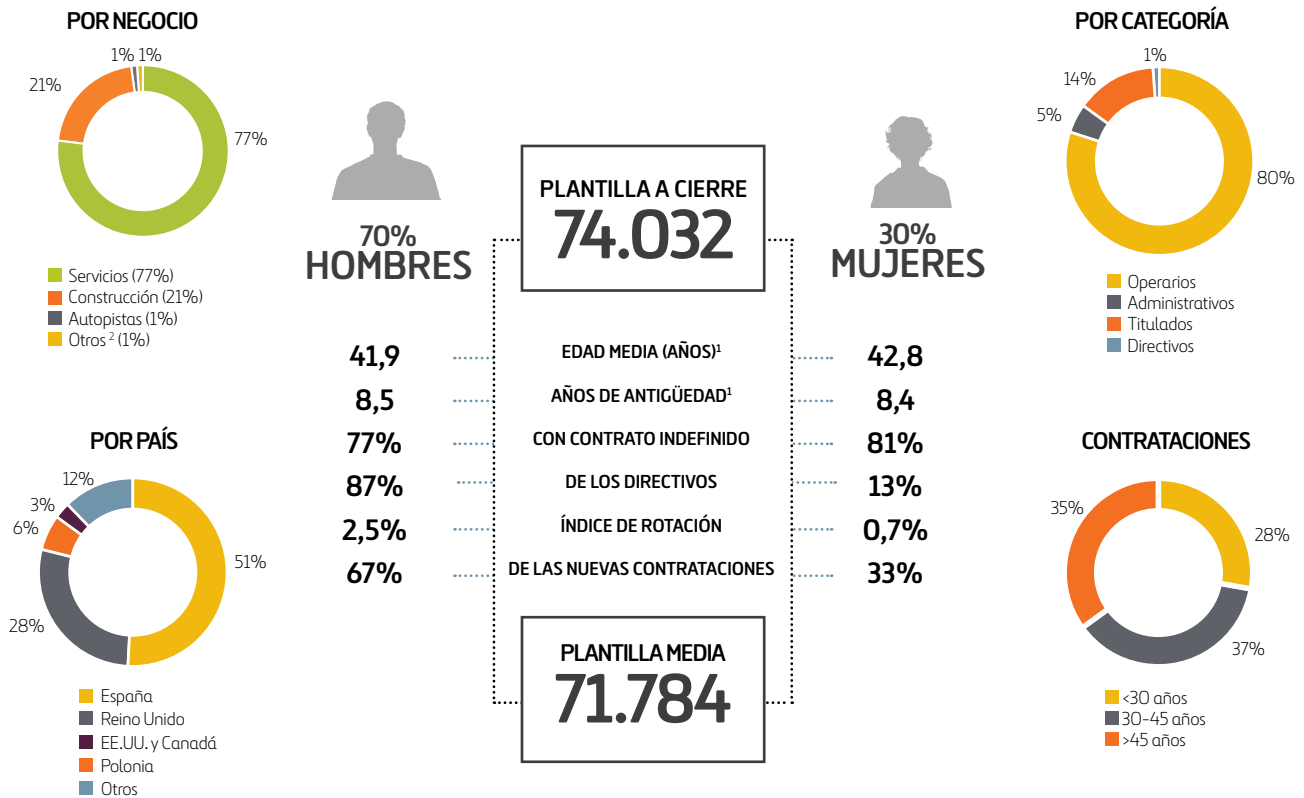 POR NEGOCIO
1%
1%
21%
77%
Servicios (77%)
Construcción (21%)
Autopistas (1%)
Otros ² (1%)
POR PAÍS
12%
3%
6%
51%
28%
España
Reino Unido
EE.UU. y Canadá
Polonia
Otros
70%
HOMBRES
PLANTILLA A CIERRE
74.032
30%
MUJERES
41,9 EDAD MEDIA (AÑOS)¹ 42,8
8,5 AÑOS DE ANTIGÜEDAD¹ 8,4
77% CON CONTRATO INDEFINIDO 81%
87% DE LOS DIRECTIVOS 13%
2,5% ÍNDICE DE ROTACIÓN 0,7%
67% DE LAS NUEVAS CONTRATACIONES 33%
PLANTILLA MEDIA
71.784
POR CATEGORÍA
1%
14%
5%
80%
Operarios
Administrativos
Titulados
Directivos
CONTRATACIONES
35%
28%
37%
<30 años
30-45 años
>45 años